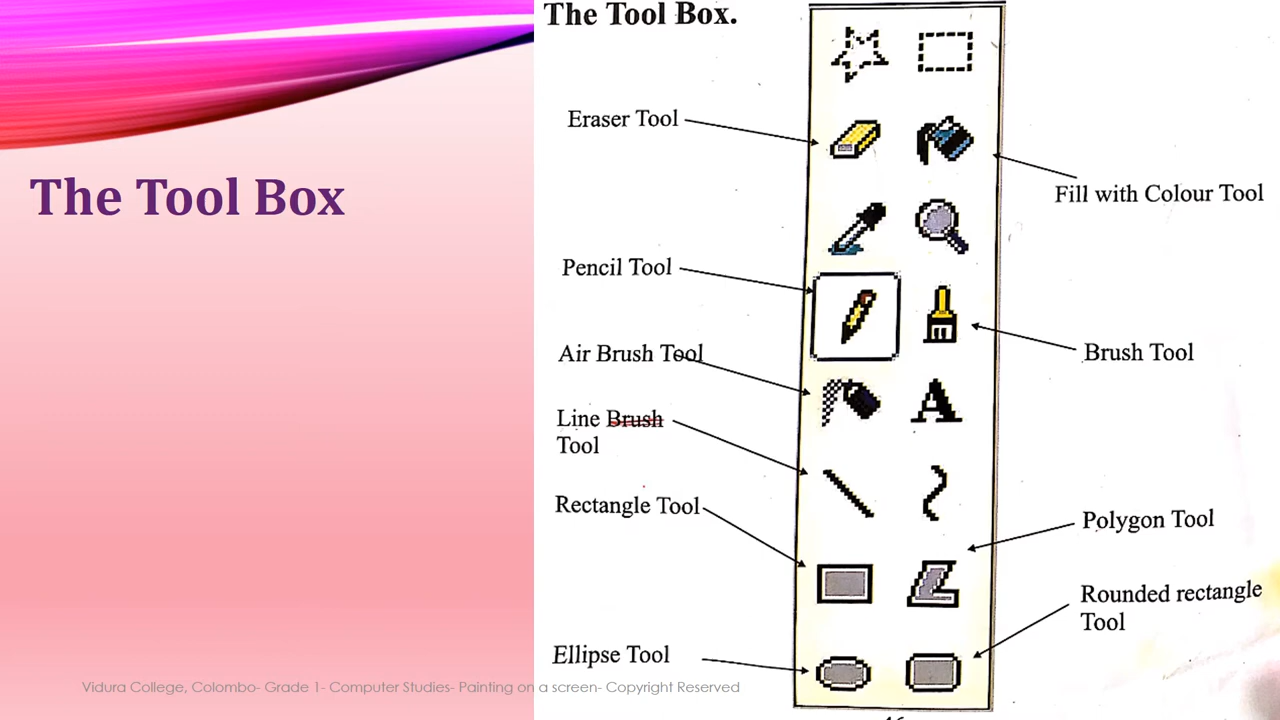 The Tool Box
The Tool Box.
Eraser Tool
Fill with Colour Tool
Pencil Tool
Brush Tool
Air Brush Tool
A
Line Brush
Tool
Rectangle Tool
Polygon Tool
Rounded rectangle
Tool
Ellipse Tool
Vidura College, Colombo- Grade 1- Computer Studies- Painting on a screen- Copyright Reserved